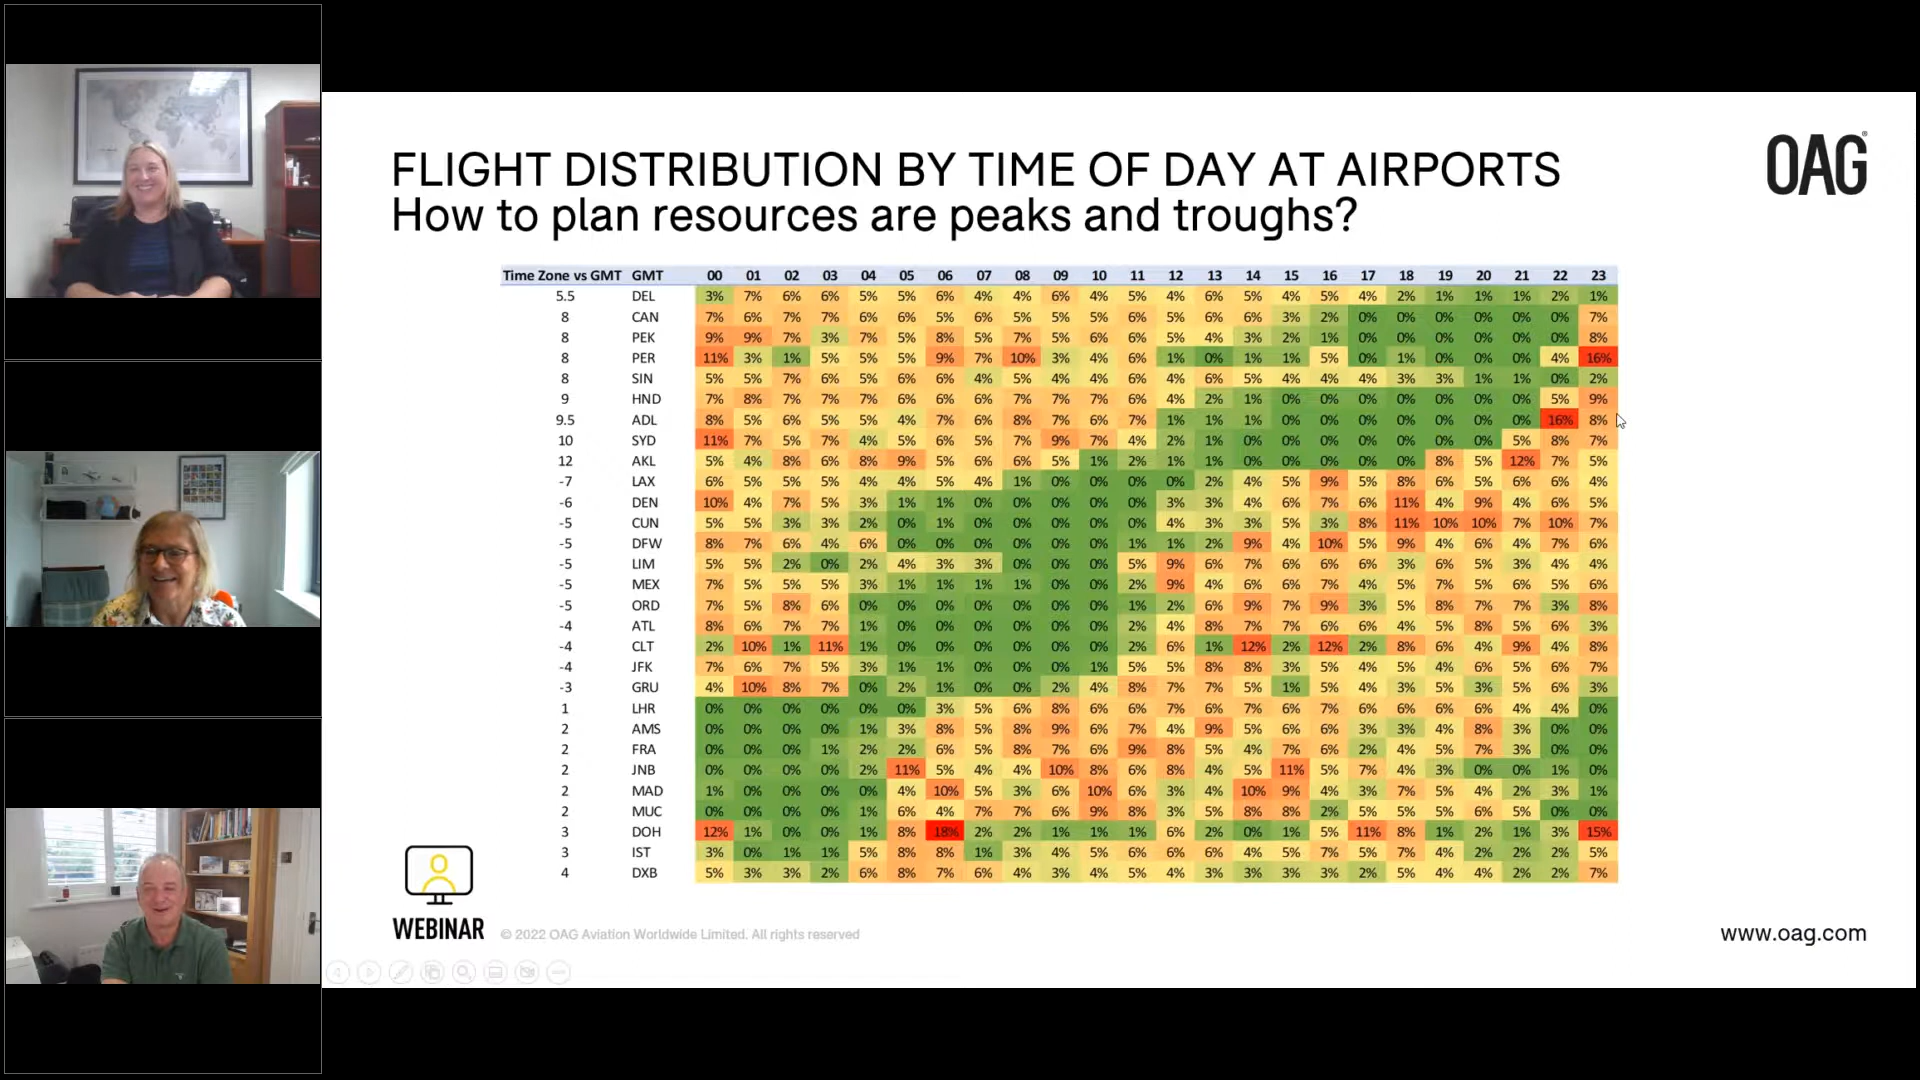 FLIGHT DISTRIBUTION BY TIME OF DAY AT AIRPORTS
OAG
How to plan resources are peaks and troughs?
Time Zone vs GMT GMT 00 01 02 03 04 05 06 07 08 09 10 11 12 13 14 15 16 17 18 19 20 21 22 23
5.5 DEL 3% 7% 6% 6% 5% 5% 6% 4% 4% 6% 4% 5% 4% 6% 5% 4% 5% 4% 2% 1% 1% 1% 2% 1%
8 CAN 7% 6% 7% 7% 6% 6% 5% 6% 5% 5% 5% 6% 5% 6% 6% 3% 2% 0% 0% 0% 0% 0% 0% 7%
8 PEK 9% 9% 7% 3% 7% 5% 8% 5% 7% 5% 6% 6% 5% 4% 3% 2% 1% 0% 0% 0% 0% 0% 0% 8%
8 PER 11% 3% 1% 5% 5% 5% 9% 7% 10% 3% 4% 6% 1% 0% 1% 1% 5% 0% 1% 0% 0% 0% 4% 16%
8 SIN 5% 5% 7% 6% 5% 6% 6% 4% 5% 4% 4% 6% 4% 6% 5% 4% 4% 4% 3% 3% 1% 1% 0% 2%
9 HND 7% 8% 7% 7% 7% 6% 6% 6% 7% 7% 7% 6% 4% 2% 1% 0% 0% 0% 0% 0% 0% 0% 5% 9%
9.5 ADL 8% 5% 6% 5% 5% 4% 7% 6% 8% 7% 6% 7% 1% 1% 1% 0% 0% 0% 0% 0% 0% 0% 16% 8%
10 SYD 11% 7% 5% 7% 4% 5% 6% 5% 7% 9% 7% 4% 2% 1% 0% 0% 0% 0% 0% 0% 0% 5% 8% 7%
12 AKL 5% 4% 8% 6% 8% 9% 5% 6% 6% 5% 1% 2% 1% 1% 0% 0% 0% 0% 0% 8% 5% 12% 7% 5%
-7 LAX 6% 5% 5% 5% 4% 4% 5% 4% 1% 0% 0% 0% 0% 2% 4% 5% 9% 5% 8% 6% 5% 6% 6% 4%
-6 DEN 10% 4% 7% 5% 3% 1% 1% 0% 0% 0% 0% 0% 3% 3% 4% 6% 7% 6% 11% 4% 9% 4% 6% 5%
-5 CUN 5% 5% 3% 3% 2% 0% 1% 0% 0% 0% 0% 0% 4% 3% 3% 5% 3% 8% 11% 10% 10% 7% 10% 7%
-5 DFW 8% 7% 6% 4% 6% 0% 0% 0% 0% 0% 0% 1% 1% 2% 9% 4% 10% 5% 9% 4% 6% 4% 7% 6%
-5 LIM 5% 5% 2% 0% 2% 4% 3% 3% 0% 0% 0% 5% 9% 6% 7% 6% 6% 6% 3% 6% 5% 3% 4% 4%
-5 MEX 7% 5% 5% 5% 3% 1% 1% 1% 1% 0% 0% 2% 9% 4% 6% 6% 7% 4% 5% 7% 5% 6% 5% 6%
-5 ORD 7% 5% 8% 6% 0% 0% 0% 0% 0% 0% 0% 1% 2% 6% 9% 7% 9% 3% 5% 8% 7% 7% 3% 8%
-4 ATL 8% 6% 7% 7% 1% 0% 0% 0% 0% 0% 0% 2% 4% 8% 7% 7% 6% 6% 4% 5% 8% 5% 6% 3%
-4 CLT 2% 10% 1% 11% 1% 0% 0% 0% 0% 0% 0% 2% 6% 1% 12% 2% 12% 2% 8% 6% 4% 9% 4% 8%
-4 JFK 7% 6% 7% 5% 3% 1% 1% 0% 0% 0% 1% 5% 5% 8% 8% 3% 5% 4% 5% 4% 6% 5% 6% 7%
-3 GRU 4% 10% 8% 7% 0% 2% 1% 0% 0% 2% 4% 8% 7% 7% 5% 1% 5% 4% 3% 5% 3% 5% 6% 3%
1 LHR 0% 0% 0% 0% 0% 0% 3% 5% 6% 8% 6% 6% 7% 6% 7% 6% 7% 6% 6% 6% 6% 4% 4% 0%
2 AMS 0% 0% 0% 0% 1% 3% 8% 5% 8% 9% 6% 7% 4% 9% 5% 6% 6% 3% 3% 4% 8% 3% 0% 0%
2 FRA 0% 0% 0% 1% 2% 2% 6% 5% 8% 7% 6% 9% 8% 5% 4% 7% 6% 2% 4% 5% 7% 3% 0% 0%
2 JNB 0% 0% 0% 0% 2% 11% 5% 4% 4% 10% 8% 6% 8% 4% 5% 11% 5% 7% 4% 3% 0% 0% 1% 0%
2 MAD 1% 0% 0% 0% 0% 4% 10% 5% 3% 6% 10% 6% 3% 4% 10% 9% 4% 3% 7% 5% 4% 2% 3% 1%
2 MUC 0% 0% 0% 0% 1% 6% 4% 7% 7% 6% 9% 8% 3% 5% 8% 8% 2% 5% 5% 5% 6% 5% 0% 0%
3 DOH 12% 1% 0% 0% 1% 8% 18% 2% 2% 1% 1% 1% 6% 2% 0% 1% 5% 11% 8% 1% 2% 1% 3% 15%
3 IST 3% 0% 1% 1% 5% 8% 8% 1% 3% 4% 5% 6% 6% 6% 4% 5% 7% 5% 7% 4% 2% 2% 2% 5%
4 DXB 5% 3% 3% 2% 6% 8% 7% 6% 4% 3% 4% 5% 4% 3% 3% 3% 3% 2% 5% 4% 4% 2% 2% 7%
WEBINAR
© 2022 OAG Aviation Worldwide Limited. All rights reserved
www.oag.com